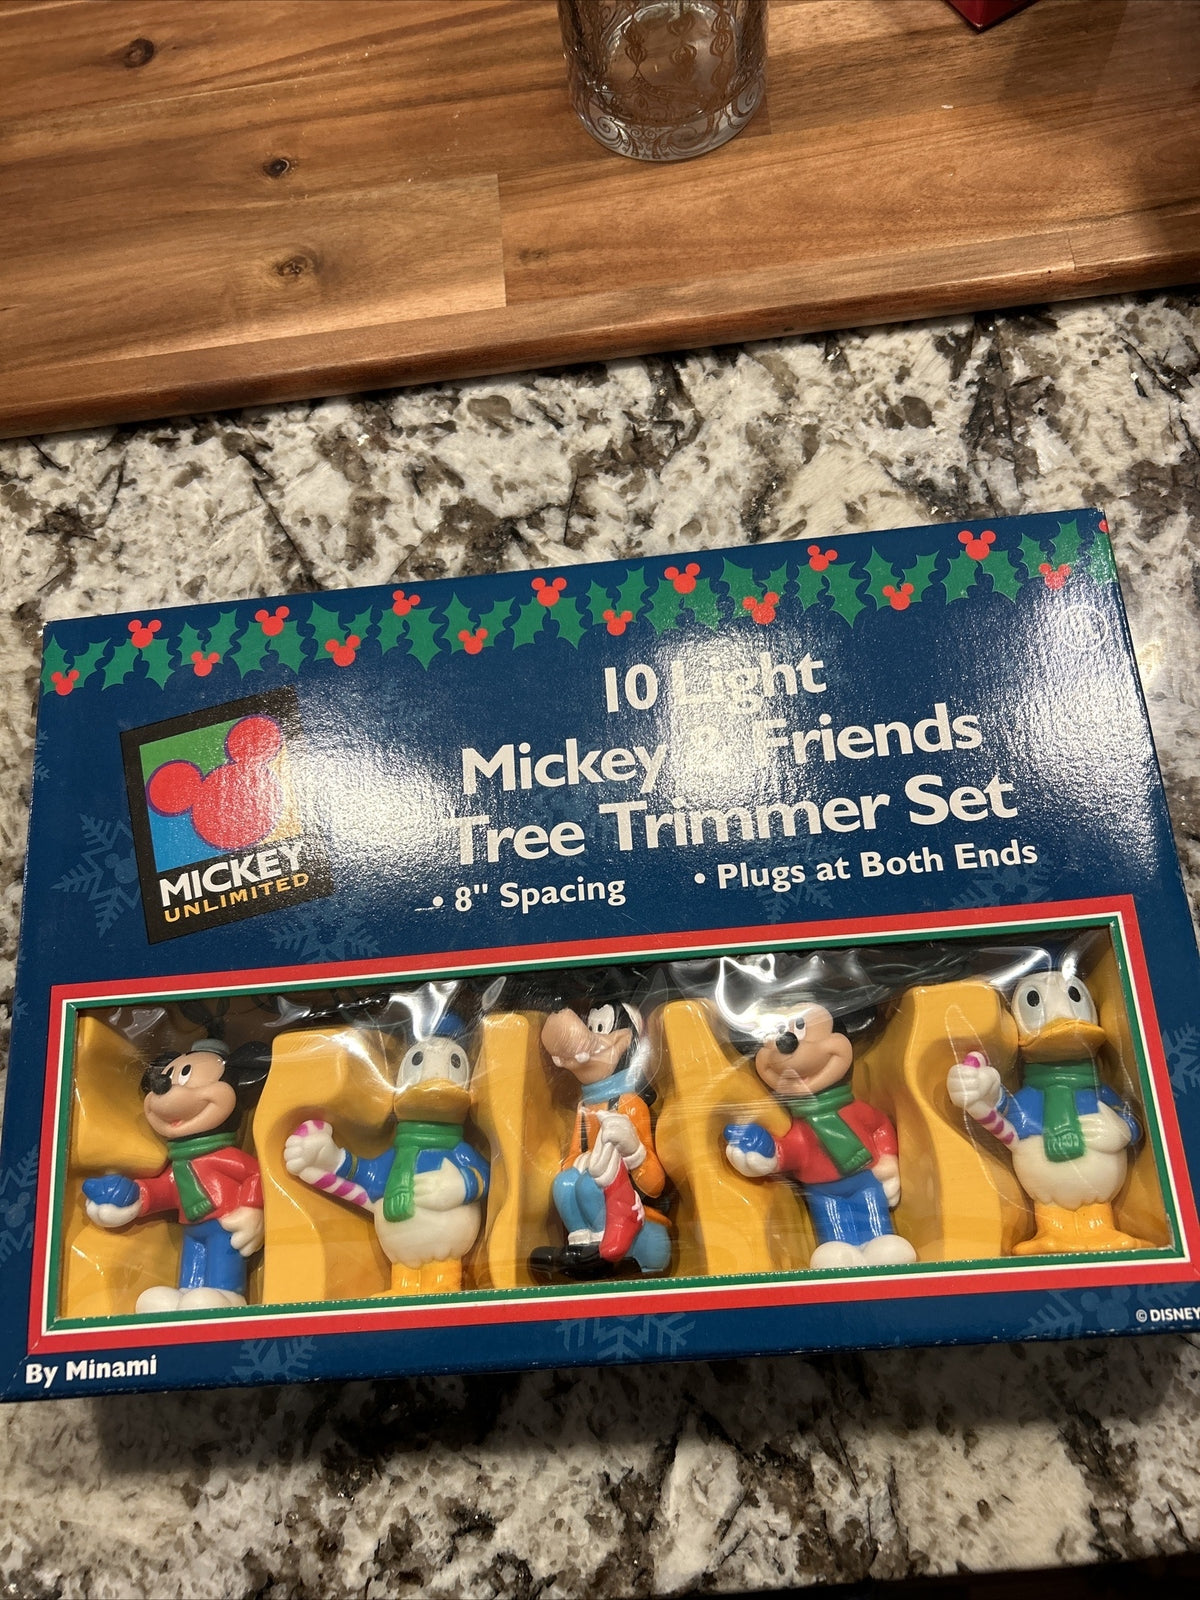 10 Light
Mickey & Friends
Tree Trimmer Set
• 8" Spacing
• Plugs at Both Ends
MICKEY
UNLIMITED
By Minami
© DISNEY